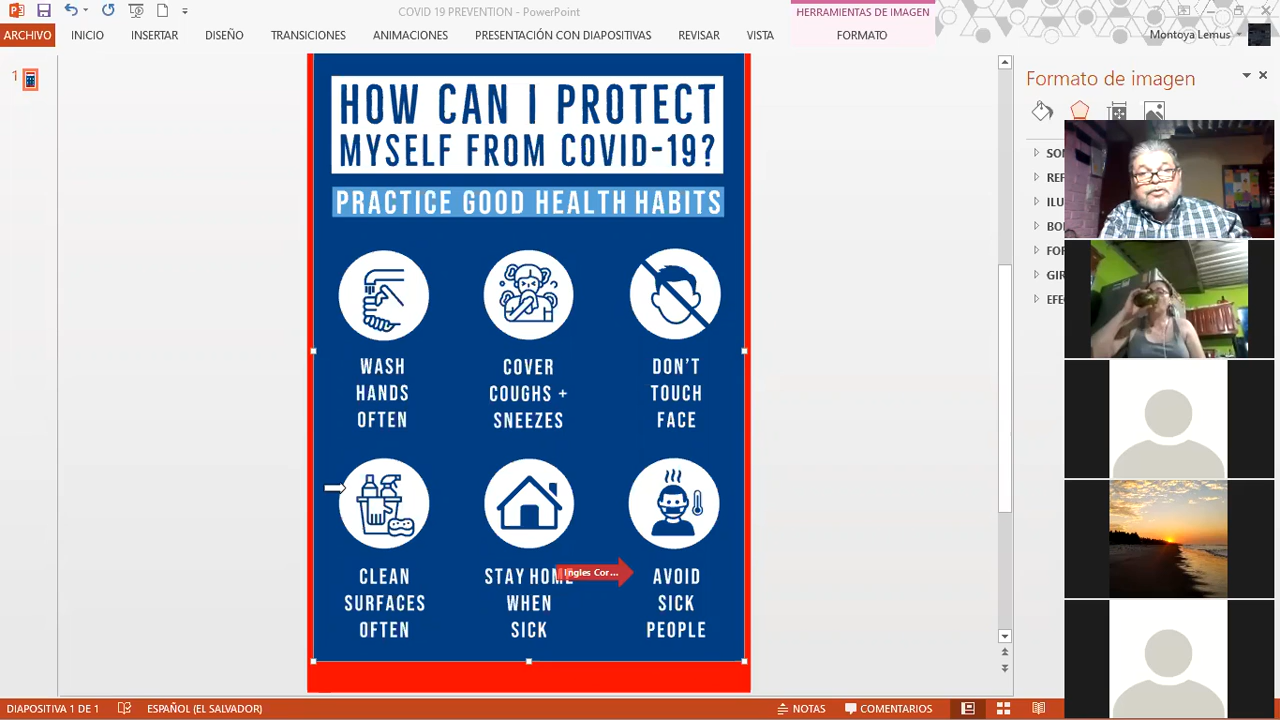 COVID 19 PREVENTION - PowerPoint
HERRAMIENTAS DE IMAGEN
ARCHIVO INICIO INSERTAR DISEÑO TRANSICIONES ANIMACIONES PRESENTACIÓN CON DIAPOSITIVAS REVISAR VISTA FORMATO Montoya Lemus
1
Formato de imagen
HOW CAN I PROTECT
MYSELF FROM COVID-19?
PRACTICE GOOD HEALTH HABITS
WASH
HANDS
OFTEN
COVER
COUGHS +
SNEEZES
DON'T
TOUCH
FACE
CLEAN
SURFACES
OFTEN
STAY HOME
WHEN
SICK
Ingles Cor...
AVOID
SICK
PEOPLE
DIAPOSITIVA 1 DE 1 ESPAÑOL (EL SALVADOR) NOTAS COMENTARIOS